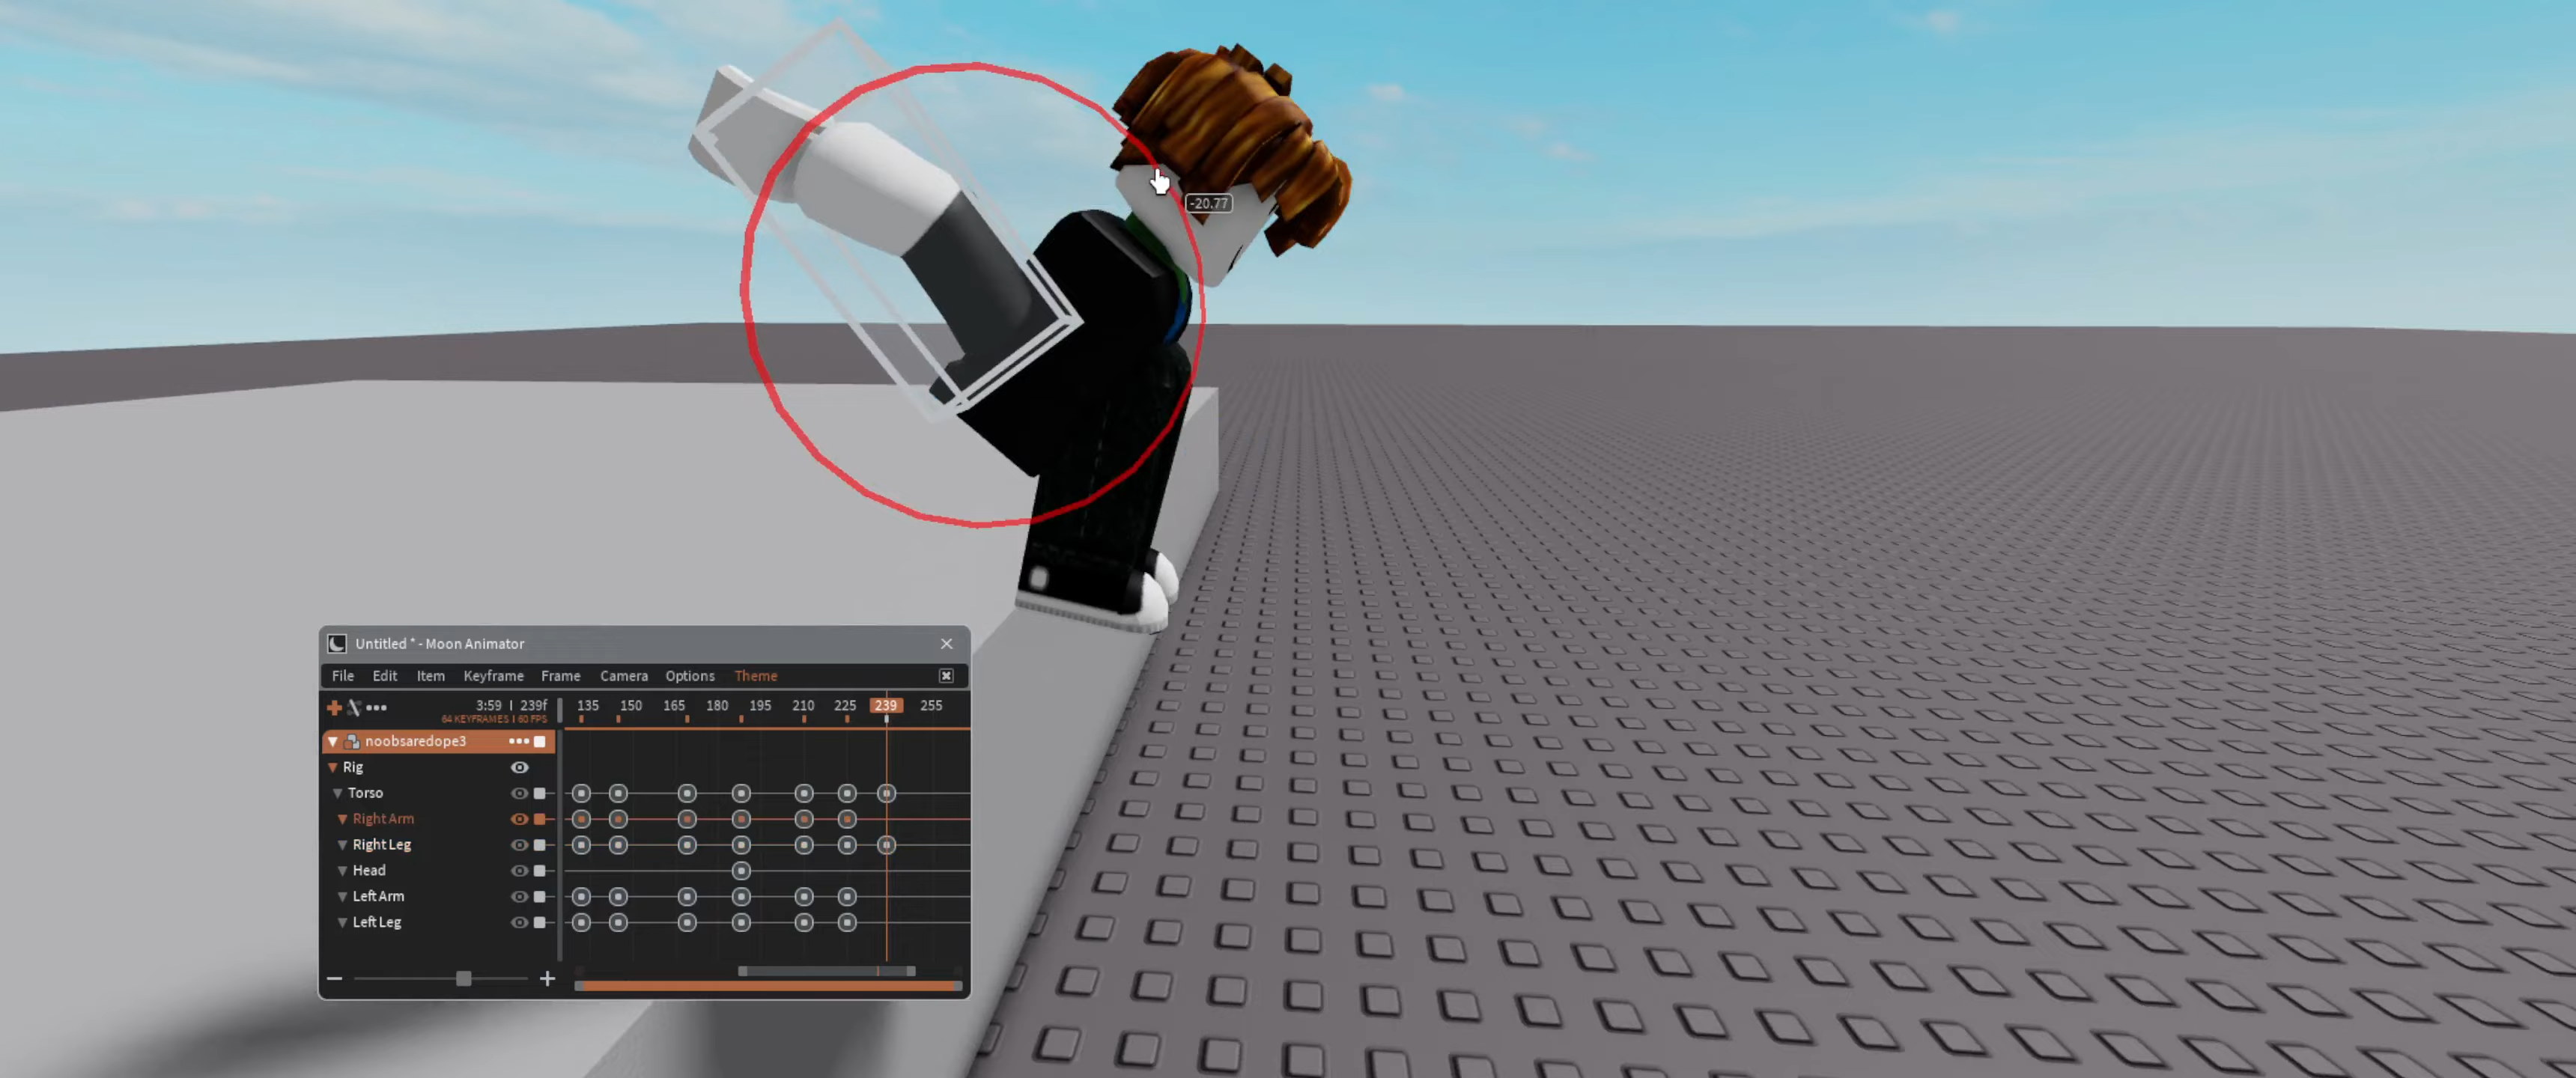 -20.77
Untitled * - Moon Animator
File Edit Item Keyframe Frame Camera Options Theme
3:59 | 239f 135 150 165 180 195 210 225 239 255
64 KEYFRAMES | 60 FPS
noobsaredope3
Rig
Torso
Right Arm
Right Leg
Head
Left Arm
Left Leg